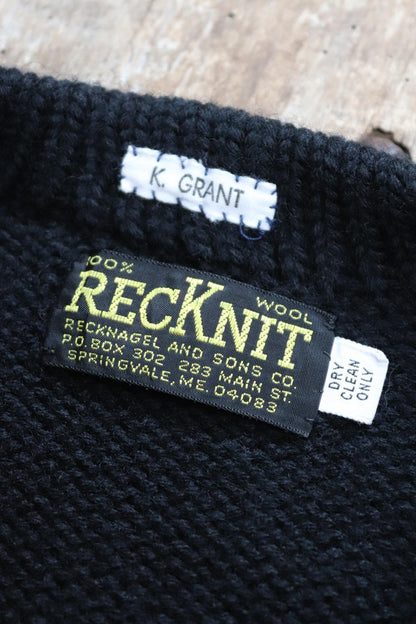 K. GRANT
100%
RECKNIT
WOOL
RECKNAGEL AND SONS CO.
P.O. BOX 302 283 MAIN ST.
SPRINGVALE, ME. 04083
DRY
CLEAN
ONLY